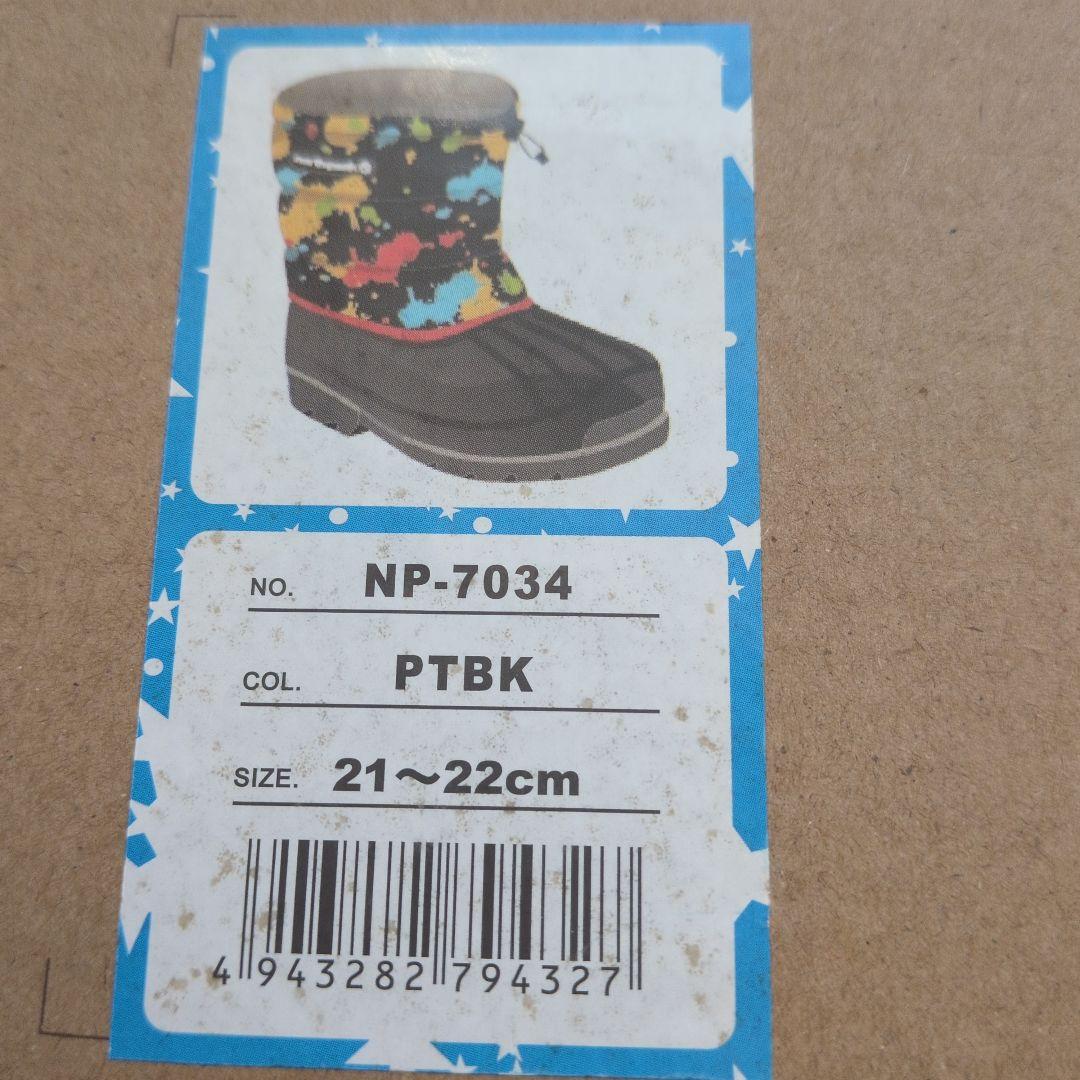 NO. NP-7034
COL. PTBK
SIZE. 21～22cm
4 943282 794327